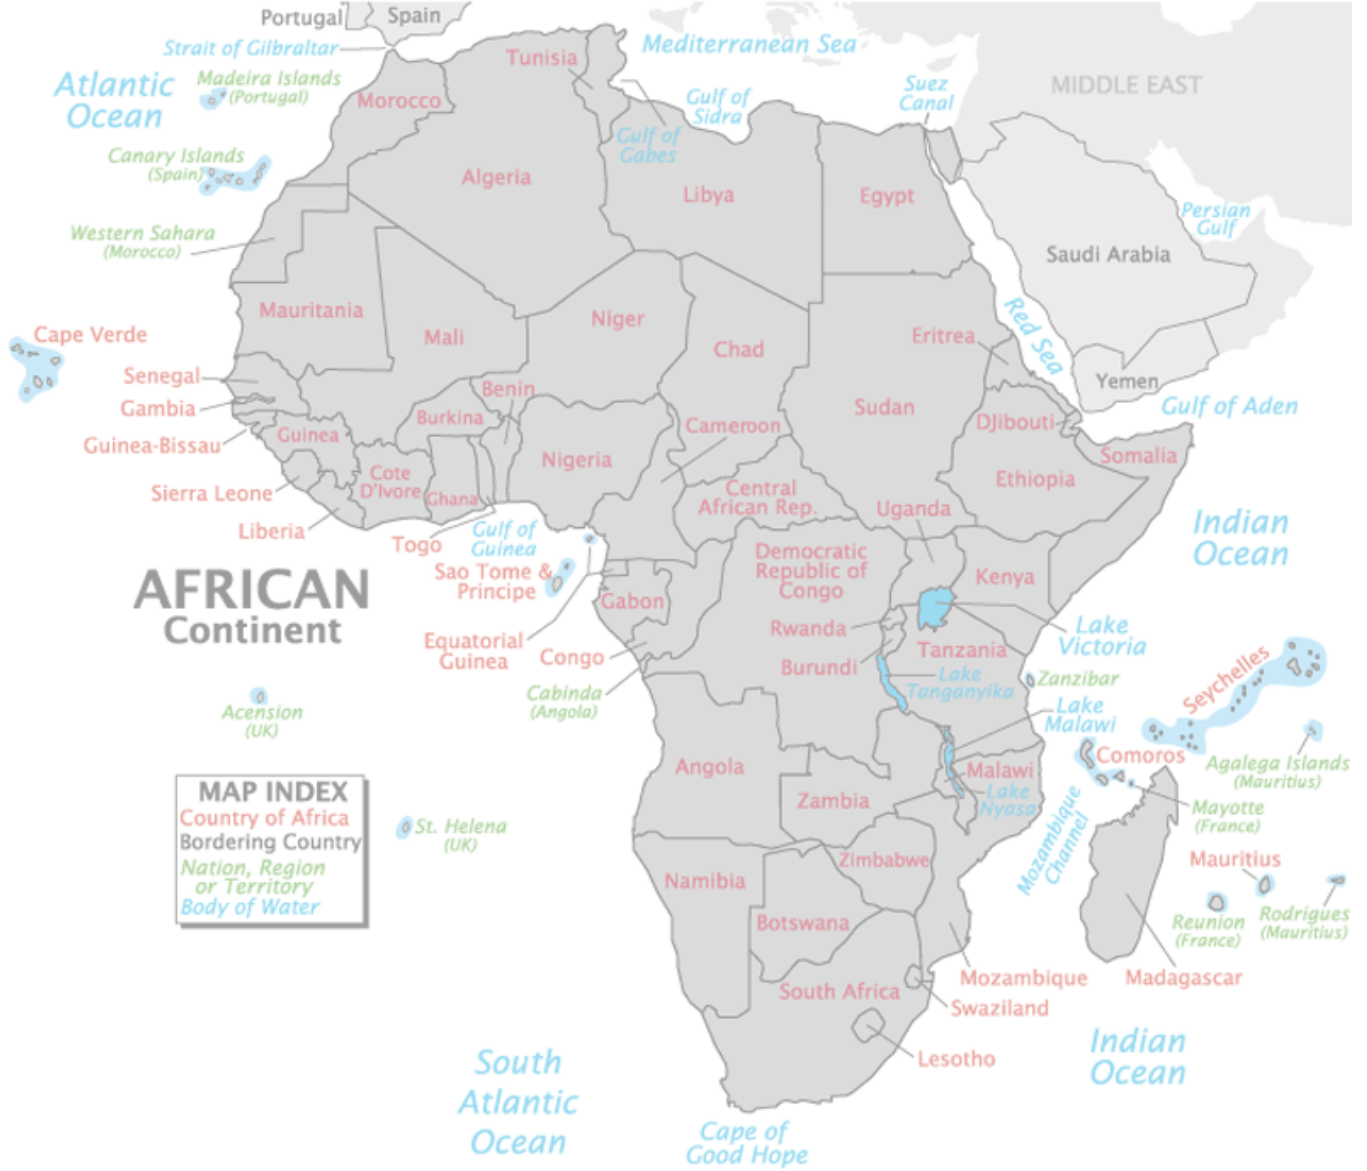 Portugal
Spain
Strait of Gilbraltar
Mediterranean Sea
Atlantic
Ocean
Madeira Islands
(Portugal)
Tunisia
Morocco
Gulf of
Sidra
Suez
Canal
MIDDLE EAST
Gulf of
Gabes
Canary Islands
(Spain)
Algeria
Libya
Egypt
Persian
Gulf
Western Sahara
(Morocco)
Saudi Arabia
Mauritania
Mali
Niger
Chad
Eritrea
Red Sea
Cape Verde
Senegal
Gambia
Guinea-Bissau
Guinea
Burkina
Benin
Cameroon
Sudan
DJibouti
Yemen
Gulf of Aden
Somalia
Ethiopia
Nigeria
Cote
D'Ivore
Ghana
Central
African Rep.
Uganda
Sierra Leone
Liberia
Togo
Gulf of
Guinea
Indian
Ocean
AFRICAN
Continent
Sao Tome &
Principe
Gabon
Democratic
Republic of
Congo
Kenya
Rwanda
Burundi
Tanzania
Lake
Victoria
Equatorial
Guinea
Congo
Cabinda
(Angola)
Lake
Tanganyika
Zanzibar
Lake
Malawi
Seychelles
Acension
(UK)
Angola
Zambia
Malawi
Lake
Nyasa
Comoros
Agalega Islands
(Mauritius)
Mayotte
(France)
Mozambique
Channel
MAP INDEX
Country of Africa
Bordering Country
Nation, Region
or Territory
Body of Water
St. Helena
(UK)
Namibia
Zimbabwe
Botswana
Mauritius
Reunion
(France)
Rodrigues
(Mauritius)
South Africa
Mozambique
Swaziland
Madagascar
Lesotho
Indian
Ocean
South
Atlantic
Ocean
Cape of
Good Hope